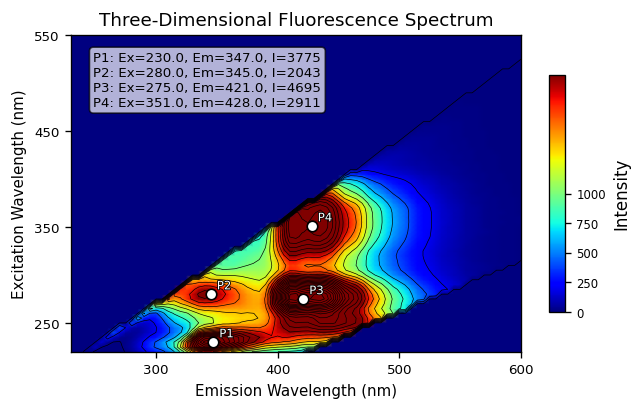 Three-Dimensional Fluorescence Spectrum
P1: Ex=230.0, Em=347.0, I=3775
P2: Ex=280.0, Em=345.0, I=2043
P3: Ex=275.0, Em=421.0, I=4695
P4: Ex=351.0, Em=428.0, I=2911
550
450
350
250
Excitation Wavelength (nm)
P4
P2
P3
P1
300
400
500
600
Emission Wavelength (nm)
1000
750
500
250
0
Intensity